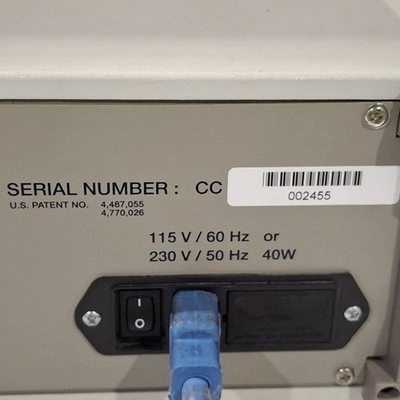 SERIAL NUMBER : CC
002455
U.S. PATENT NO. 4,487,055
4,770,026
115 V / 60 Hz or
230 V / 50 Hz 40W
I
O